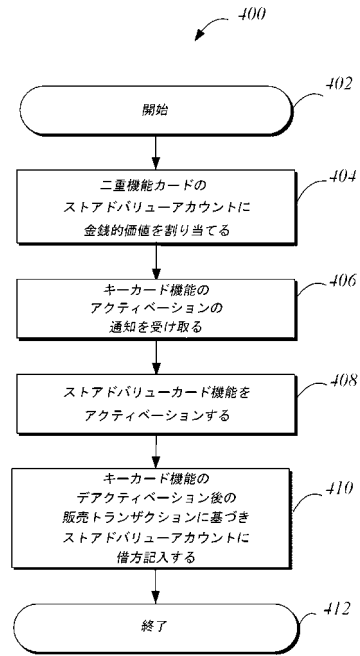 400
402
開始
404
二重機能カードの
ストアドバリューアカウントに
金銭的価値を割り当てる
406
キーカード機能の
アクティベーションの
通知を受け取る
408
ストアドバリューカード機能を
アクティベーションする
410
キーカード機能の
デアクティベーション後の
販売トランザクションに基づき
ストアドバリューアカウントに
借方記入する
412
終了